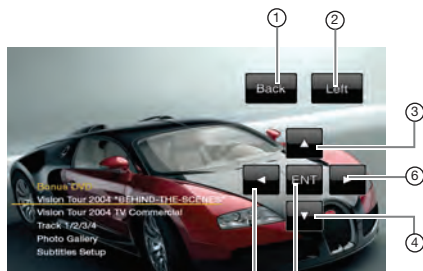 1 2
Back Left
3
ENT 6
4
Bonus DVD
Vision Tour 2004 "BEHIND-THE-SCENES"
Vision Tour 2004 TV Commercial
Track 1/2/3/4
Photo Gallery
Subtitles Setup